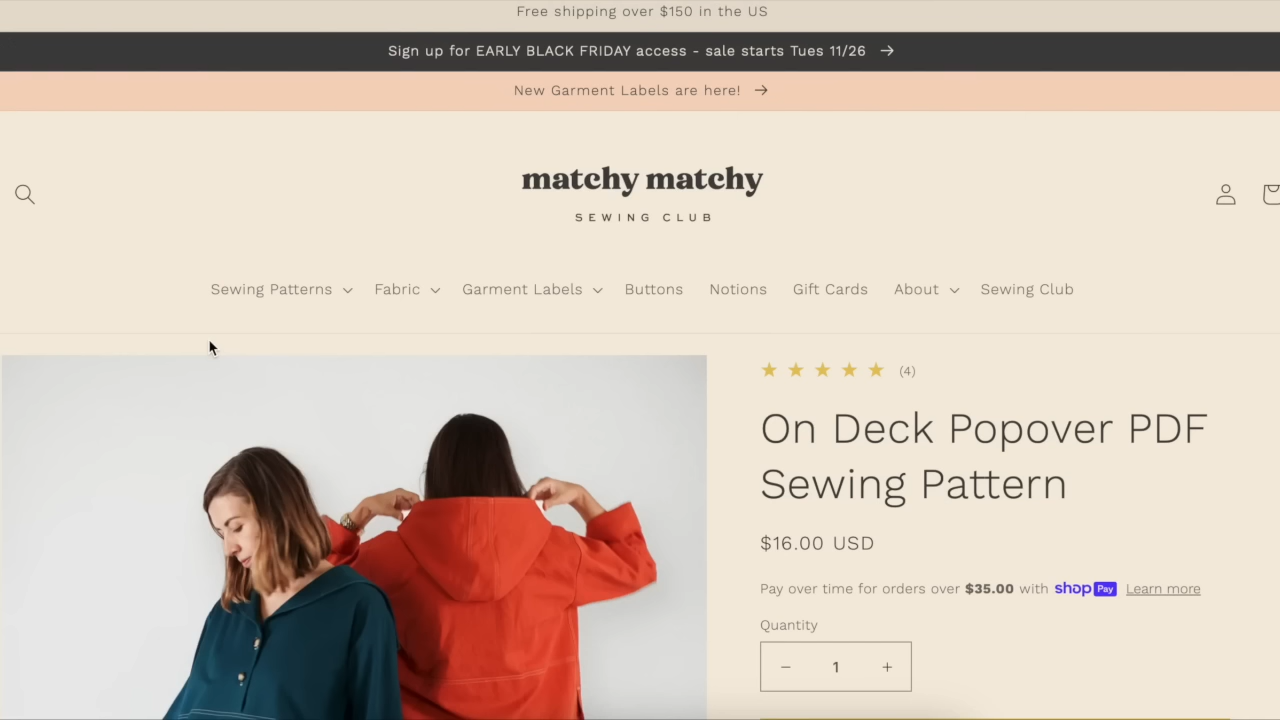 Free shipping over $150 in the US
Sign up for EARLY BLACK FRIDAY access - sale starts Tues 11/26
New Garment Labels are here!
matchy matchy
SEWING CLUB
Sewing Patterns Fabric Garment Labels Buttons Notions Gift Cards About Sewing Club
(4)
On Deck Popover PDF
Sewing Pattern
$16.00 USD
Pay over time for orders over $35.00 with shop Pay Learn more
Quantity
− 1 +